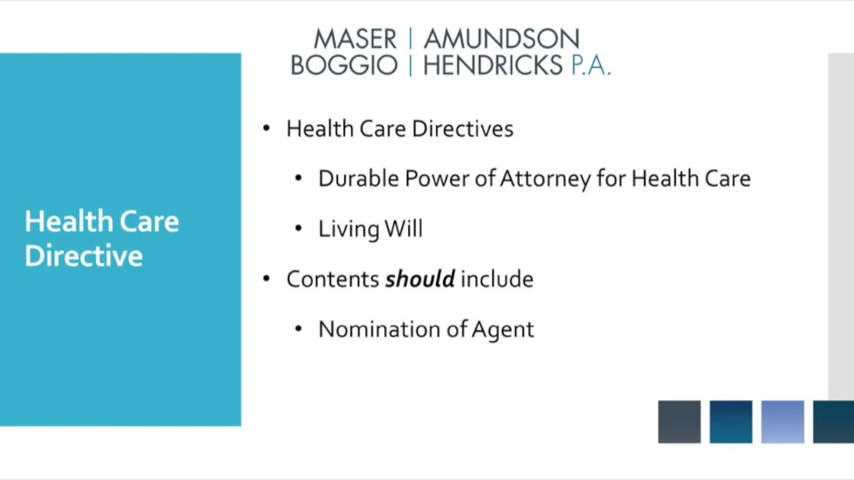 MASER | AMUNDSON
BOGGIO | HENDRICKS P.A.
Health Care
Directive
• Health Care Directives
• Durable Power of Attorney for Health Care
• Living Will
• Contents should include
• Nomination of Agent